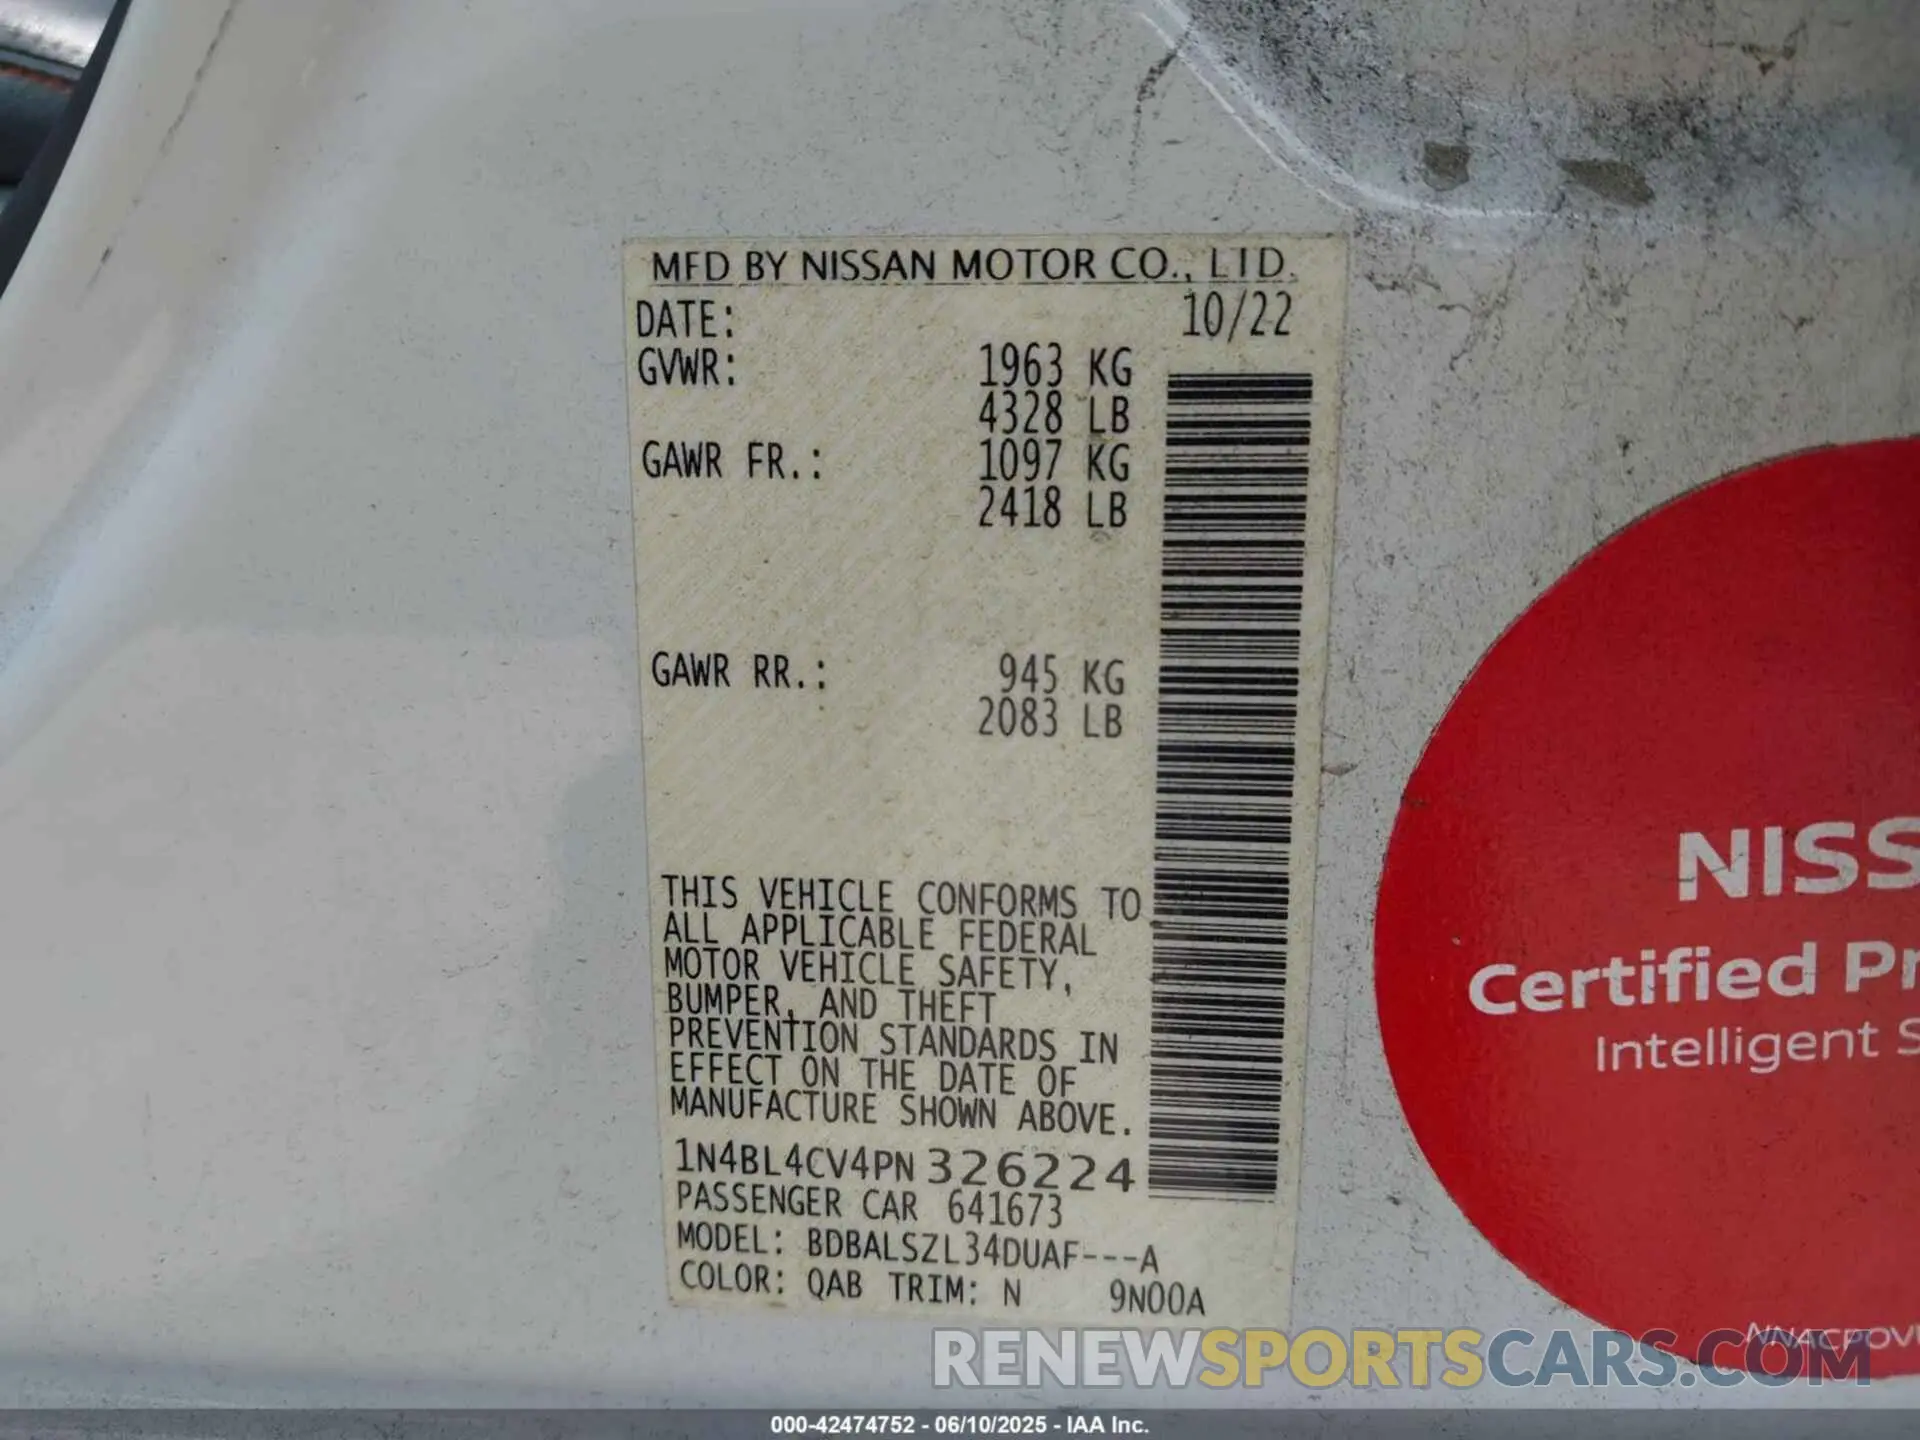 MFD BY NISSAN MOTOR CO., LTD.
DATE: 10/22
GVWR: 1963 KG
4328 LB
GAWR FR.: 1097 KG
2418 LB
GAWR RR.: 945 KG
2083 LB
THIS VEHICLE CONFORMS TO
ALL APPLICABLE FEDERAL
MOTOR VEHICLE SAFETY,
BUMPER, AND THEFT
PREVENTION STANDARDS IN
EFFECT ON THE DATE OF
MANUFACTURE SHOWN ABOVE.
1N4BL4CV4PN326224
PASSENGER CAR 641673
MODEL: BDBALSZL34DUAF---A
COLOR: QAB TRIM: N 9N00A
NISS
Certified Pr
Intelligent S
NNACPOV
RENEWSPORTSCARS.COM
000-42474752 - 06/10/2025 - IAA Inc.